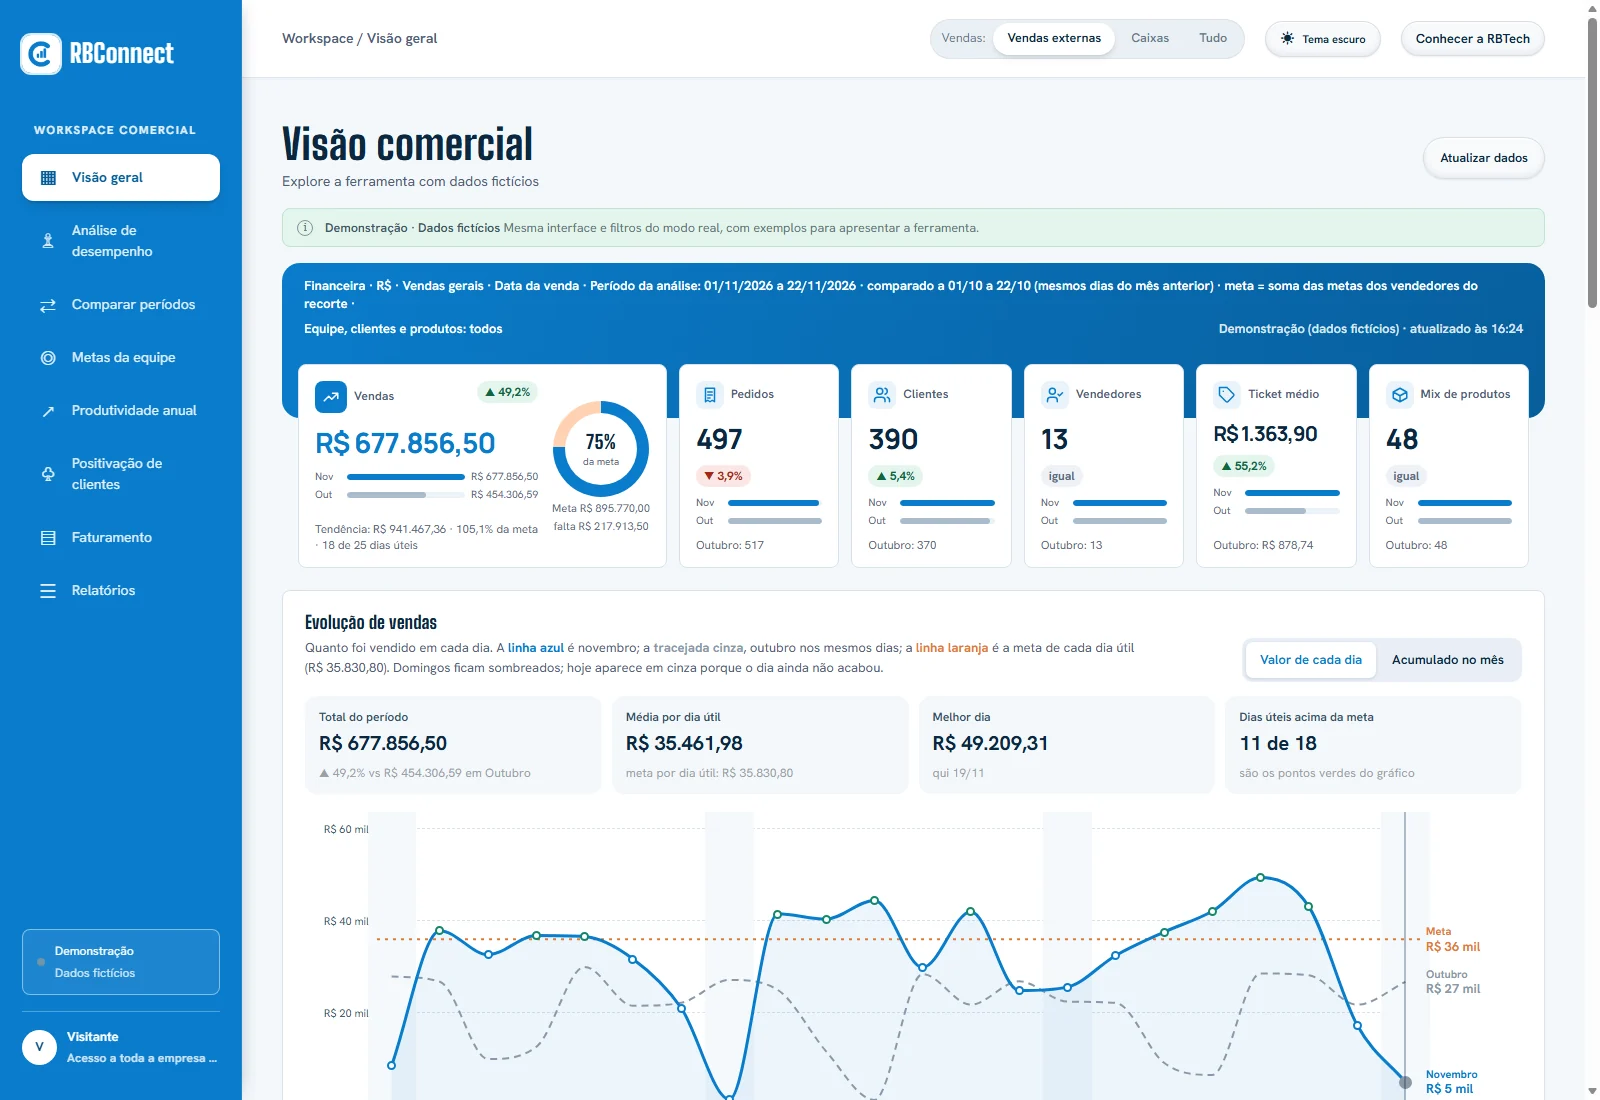 RBConnect
WORKSPACE COMERCIAL
Visão geral
Análise de
desempenho
Comparar períodos
Metas da equipe
Produtividade anual
Positivação de
clientes
Faturamento
Relatórios
Demonstração
Dados fictícios
V
Visitante
Acesso a toda a empresa ...
Workspace / Visão geral
Vendas: Vendas externas Caixas Tudo
Tema escuro
Conhecer a RBTech
Visão comercial
Explore a ferramenta com dados fictícios
Atualizar dados
Demonstração · Dados fictícios Mesma interface e filtros do modo real, com exemplos para apresentar a ferramenta.
Financeira · R$ · Vendas gerais · Data da venda · Período da análise: 01/11/2026 a 22/11/2026 · comparado a 01/10 a 22/10 (mesmos dias do mês anterior) · meta = soma das metas dos vendedores do
recorte ·
Equipe, clientes e produtos: todos
Demonstração (dados fictícios) · atualizado às 16:24
Vendas
▲ 49,2%
R$ 677.856,50
Nov R$ 677.856,50
Out R$ 454.306,59
Tendência: R$ 941.467,36 · 105,1% da meta
· 18 de 25 dias úteis
75%
da meta
Meta R$ 895.770,00
falta R$ 217.913,50
Pedidos
497
▼ 3,9%
Nov
Out
Outubro: 517
Clientes
390
▲ 5,4%
Nov
Out
Outubro: 370
Vendedores
13
igual
Nov
Out
Outubro: 13
Ticket médio
R$ 1.363,90
▲ 55,2%
Nov
Out
Outubro: R$ 878,74
Mix de produtos
48
igual
Nov
Out
Outubro: 48
Evolução de vendas
Quanto foi vendido em cada dia. A linha azul é novembro; a tracejada cinza, outubro nos mesmos dias; a linha laranja é a meta de cada dia útil
(R$ 35.830,80). Domingos ficam sombreados; hoje aparece em cinza porque o dia ainda não acabou.
Valor de cada dia
Acumulado no mês
Total do período
R$ 677.856,50
▲ 49,2% vs R$ 454.306,59 em Outubro
Média por dia útil
R$ 35.461,98
meta por dia útil: R$ 35.830,80
Melhor dia
R$ 49.209,31
qui 19/11
Dias úteis acima da meta
11 de 18
são os pontos verdes do gráfico
R$ 60 mil
R$ 40 mil
R$ 20 mil
Meta
R$ 36 mil
Outubro
R$ 27 mil
Novembro
R$ 5 mil